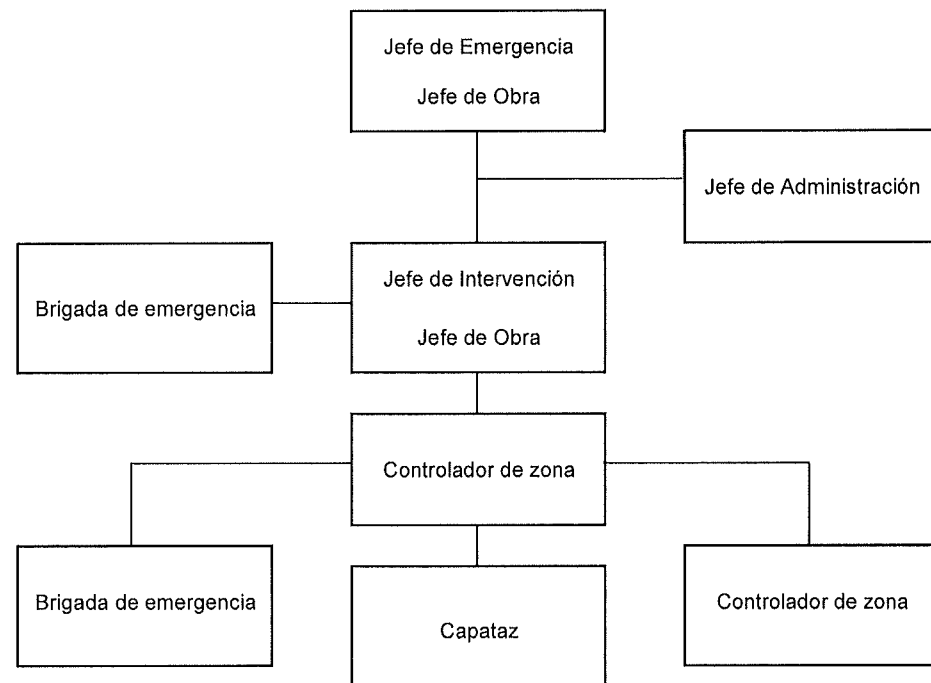 Jefe de Emergencia
Jefe de Obra
Jefe de Administración
Jefe de Intervención
Brigada de emergencia
Jefe de Obra
Controlador de zona
Brigada de emergencia
Capataz
Controlador de zona